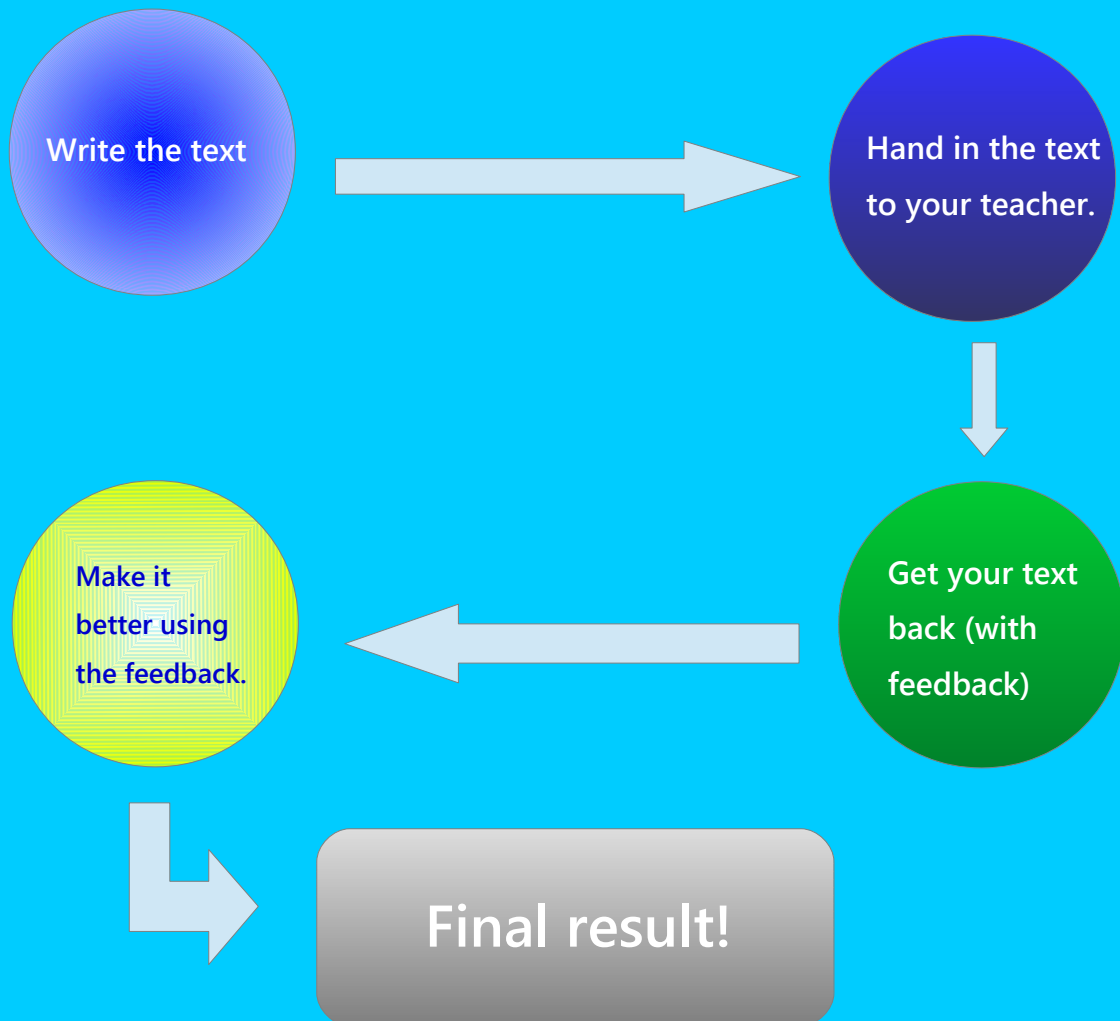 Write the text
Hand in the text
to your teacher.
Get your text
back (with
feedback)
Make it
better using
the feedback.
Final result!